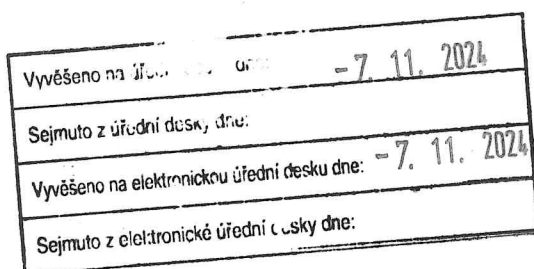 Vyvěšeno na - 7. 11. 2024
Sejmuto z úřední desky dne:
Vyvěšeno na elektronickou úřední desku dne: - 7. 11. 2024
Sejmuto z elektronické úřední desky dne: